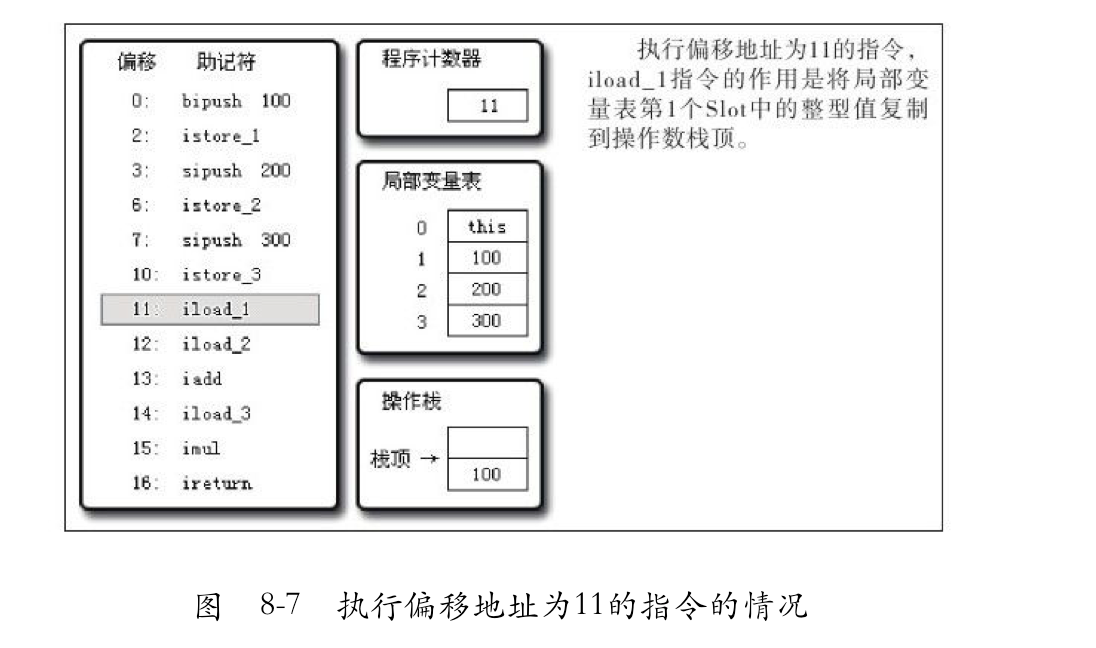 偏移 助记符
0: bipush 100
2: istore_1
3: sipush 200
6: istore_2
7: sipush 300
10: istore_3
11: iload_1
12: iload_2
13: iadd
14: iload_3
15: imul
16: ireturn
程序计数器
11
局部变量表
0 this
1 100
2 200
3 300
操作栈
栈顶 →
100
执行偏移地址为11的指令，
iload_1指令的作用是将局部变
量表第1个Slot中的整型值复制
到操作数栈顶。
图 8-7 执行偏移地址为11的指令的情况